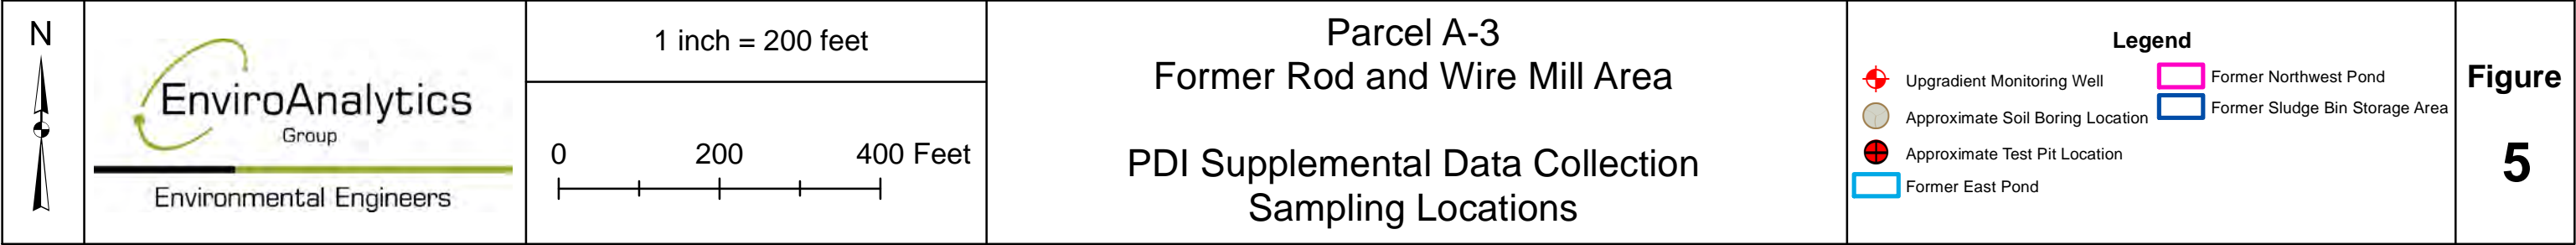 N
EnviroAnalytics
Group
Environmental Engineers
1 inch = 200 feet
0 200 400 Feet
Parcel A-3
Former Rod and Wire Mill Area
PDI Supplemental Data Collection
Sampling Locations
Legend
Upgradient Monitoring Well
Approximate Soil Boring Location
Approximate Test Pit Location
Former East Pond
Former Northwest Pond
Former Sludge Bin Storage Area
Figure
5